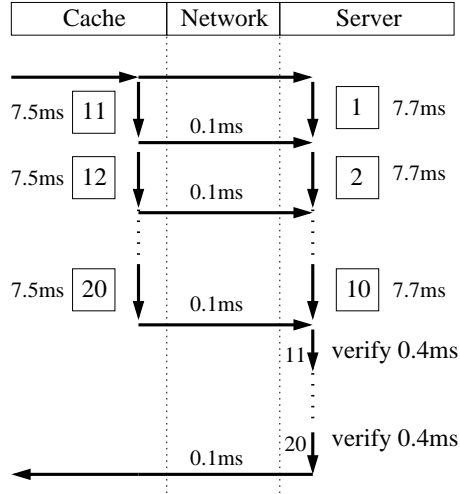 Cache Network Server
7.5ms 11 1 7.7ms
0.1ms
7.5ms 12 2 7.7ms
0.1ms
7.5ms 20 10 7.7ms
0.1ms
11 verify 0.4ms
20 verify 0.4ms
0.1ms